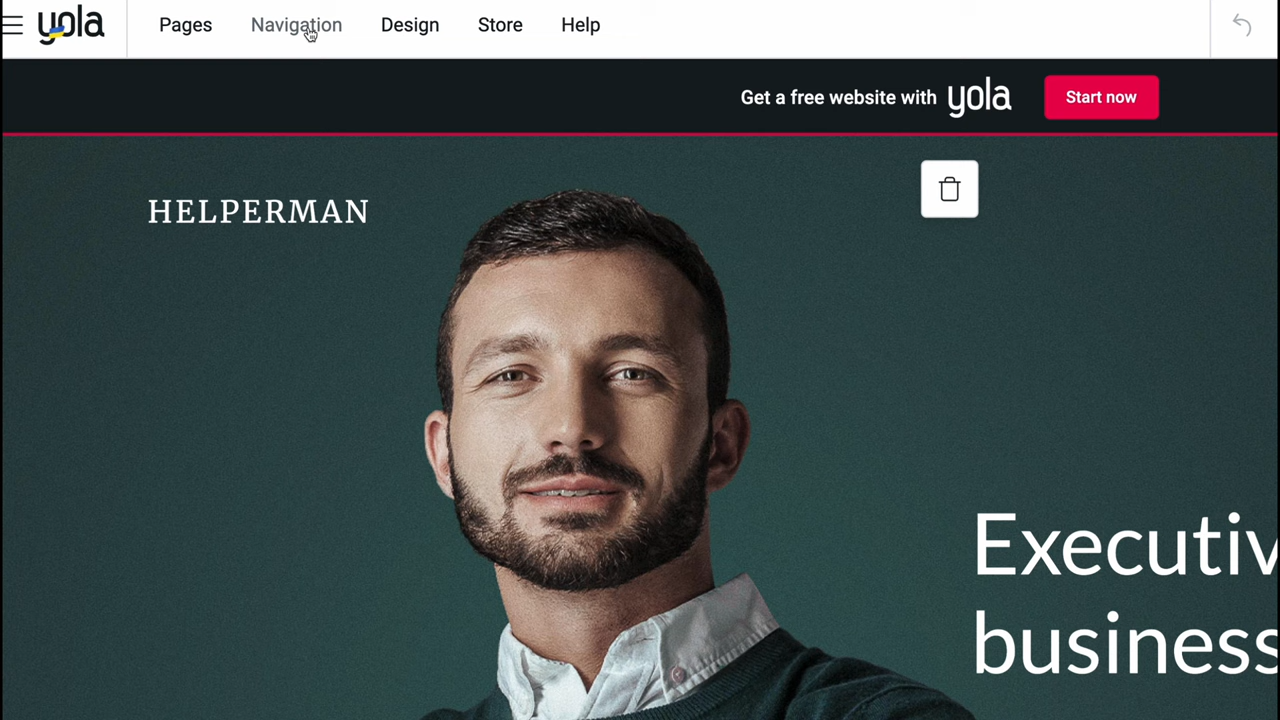 yola Pages Navigation Design Store Help
Get a free website with yola Start now
HELPERMAN
Executiv
business